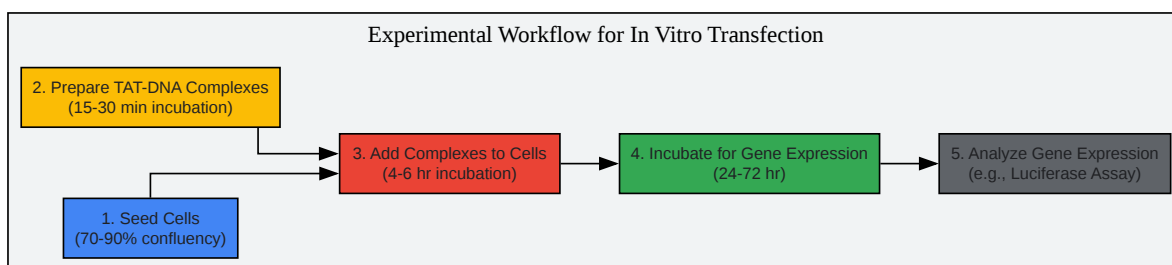 Experimental Workflow for In Vitro Transfection
2. Prepare TAT-DNA Complexes
(15-30 min incubation)
3. Add Complexes to Cells
(4-6 hr incubation)
4. Incubate for Gene Expression
(24-72 hr)
5. Analyze Gene Expression
(e.g., Luciferase Assay)
1. Seed Cells
(70-90% confluency)